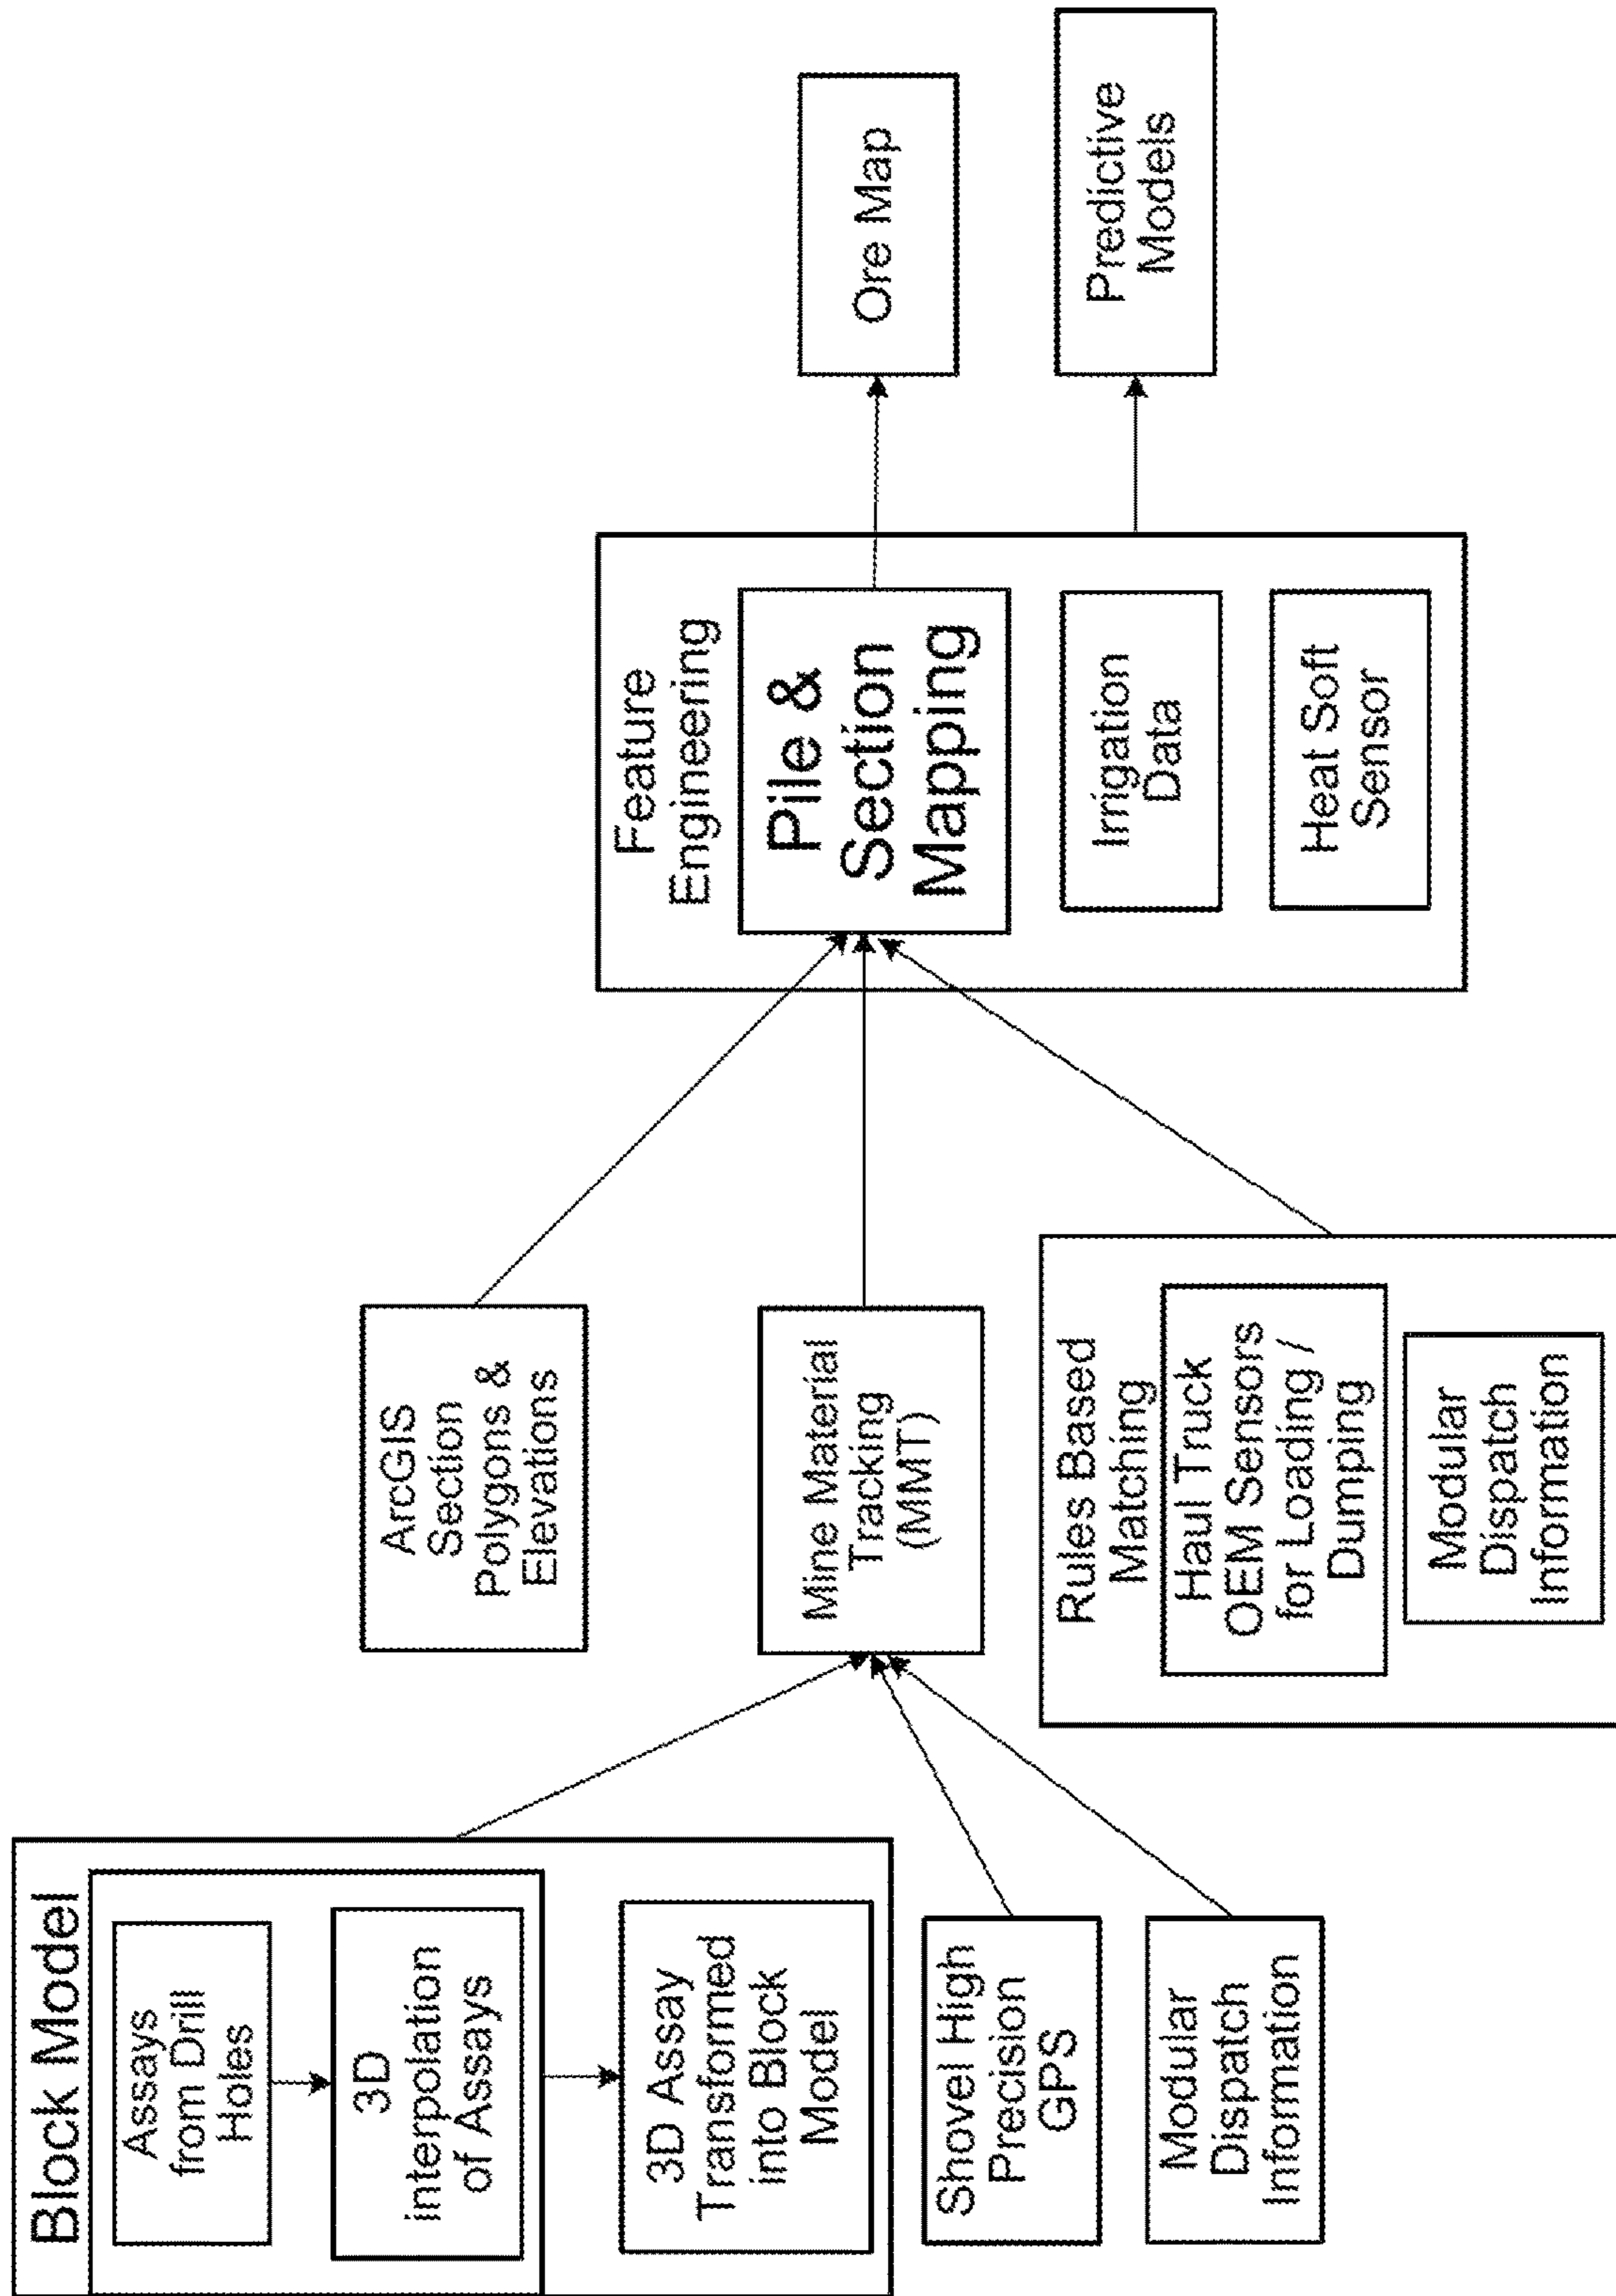 Block Model
Assays
from Drill
Holes
3D
interpolation
of Assays
3D Assay
Transformed
into Block
Model
Shovel High
Precision
GPS
Modular
Dispatch
Information
ArcGIS
Section
Polygons &
Elevations
Mine Material
Tracking
(MMT)
Rules Based
Matching
Haul Truck
OEM Sensors
for Loading /
Dumping
Modular
Dispatch
Information
Feature
Engineering
Pile &
Section
Mapping
Irrigation
Data
Heat Soft
Sensor
Ore Map
Predictive
Models